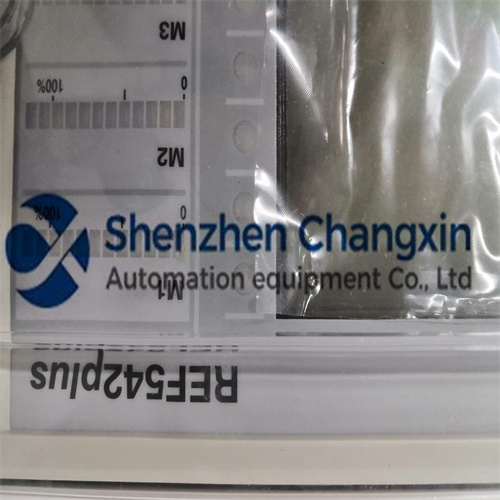 M3
100% 0
M2
100% 0
Shenzhen Changxin
Automation equipment Co., Ltd
M1
REF542plus